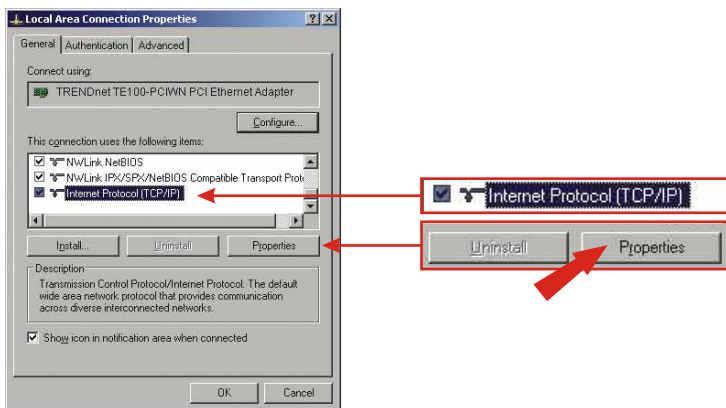 Local Area Connection Properties
General Authentication Advanced
Connect using:
TRENDnet TE100-PCIWN PCI Ethernet Adapter
Configure...
This connection uses the following items:
NWLink NetBIOS
NWLink IPX/SPX/NetBIOS Compatible Transport Proto
Internet Protocol (TCP/IP)
Install... Uninstall Properties
Description
Transmission Control Protocol/Internet Protocol. The default
wide area network protocol that provides communication
across diverse interconnected networks.
Show icon in notification area when connected
OK Cancel
Internet Protocol (TCP/IP)
Uninstall Properties